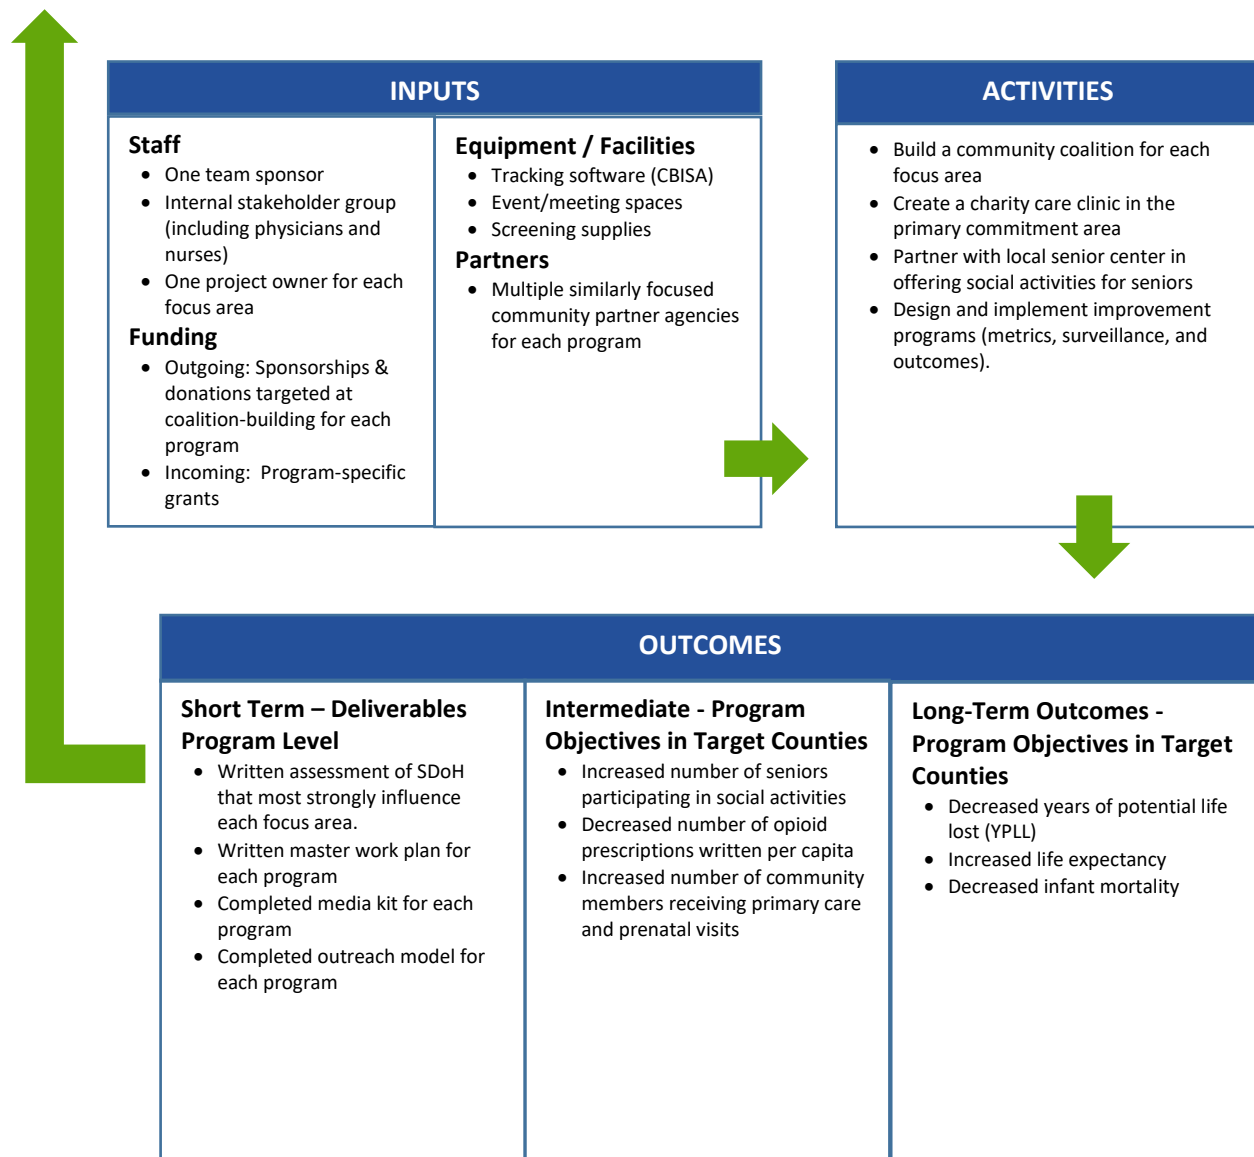 INPUTS
Staff
• One team sponsor
• Internal stakeholder group
(including physicians and
nurses)
• One project owner for each
focus area
Funding
• Outgoing: Sponsorships &
donations targeted at
coalition-building for each
program
• Incoming: Program-specific
grants
Equipment / Facilities
• Tracking software (CBISA)
• Event/meeting spaces
• Screening supplies
Partners
• Multiple similarly focused
community partner agencies
for each program
ACTIVITIES
• Build a community coalition for each
focus area
• Create a charity care clinic in the
primary commitment area
• Partner with local senior center in
offering social activities for seniors
• Design and implement improvement
programs (metrics, surveillance, and
outcomes).
OUTCOMES
Short Term – Deliverables
Program Level
• Written assessment of SDoH
that most strongly influence
each focus area.
• Written master work plan for
each program
• Completed media kit for each
program
• Completed outreach model for
each program
Intermediate - Program
Objectives in Target Counties
• Increased number of seniors
participating in social activities
• Decreased number of opioid
prescriptions written per capita
• Increased number of community
members receiving primary care
and prenatal visits
Long-Term Outcomes -
Program Objectives in Target
Counties
• Decreased years of potential life
lost (YPLL)
• Increased life expectancy
• Decreased infant mortality